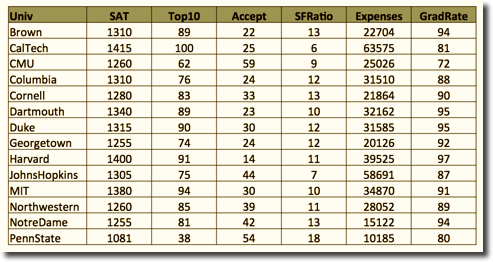 Univ SAT Top10 Accept SFRatio Expenses GradRate
Brown 1310 89 22 13 22704 94
CalTech 1415 100 25 6 63575 81
CMU 1260 62 59 9 25026 72
Columbia 1310 76 24 12 31510 88
Cornell 1280 83 33 13 21864 90
Dartmouth 1340 89 23 10 32162 95
Duke 1315 90 30 12 31585 95
Georgetown 1255 74 24 12 20126 92
Harvard 1400 91 14 11 39525 97
JohnsHopkins 1305 75 44 7 58691 87
MIT 1380 94 30 10 34870 91
Northwestern 1260 85 39 11 28052 89
NotreDame 1255 81 42 13 15122 94
PennState 1081 38 54 18 10185 80